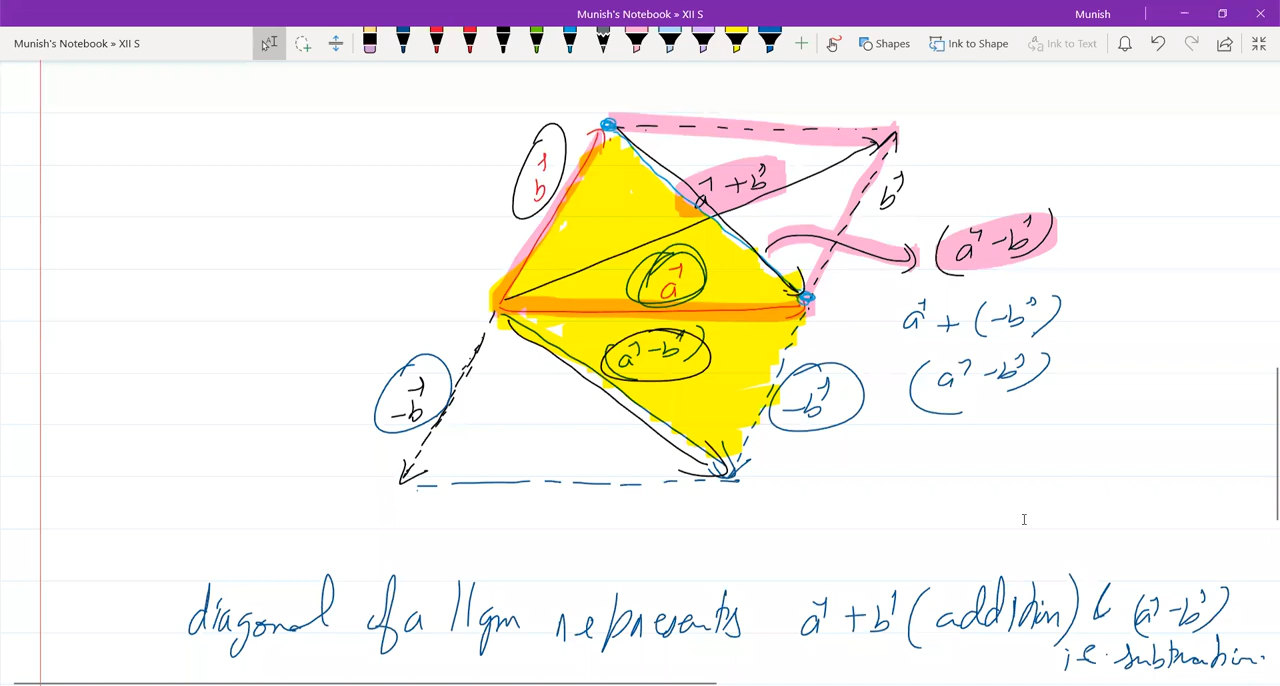 Munish's Notebook » XII S
Munish
Munish's Notebook » XII S
Shapes
Ink to Shape
Ink to Text
b⃗
a⃗ + b⃗
b⃗
(a⃗ - b⃗)
a⃗
a⃗ + (-b⃗)
(a⃗ - b⃗)
(a⃗ - b⃗)
-b⃗
-b⃗
diagonal of a llgm represents a⃗ + b⃗ (addition) & (a⃗ - b⃗)
i.e. subtraction.